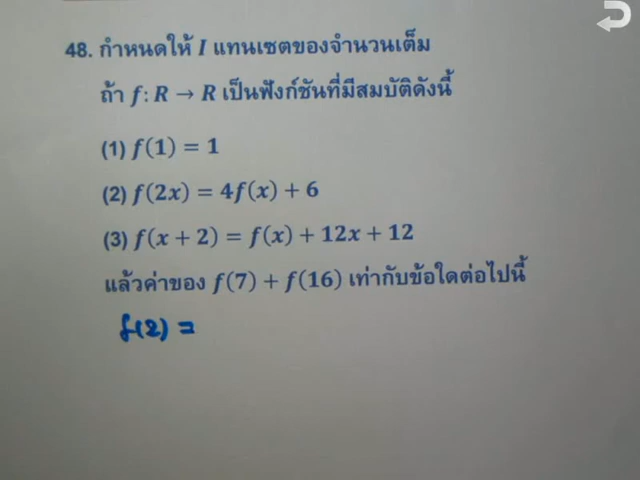 48. กำหนดให้ I แทนเซตของจำนวนเต็ม
ถ้า f: R → R เป็นฟังก์ชันที่มีสมบัติดังนี้
(1) f(1) = 1
(2) f(2x) = 4f(x) + 6
(3) f(x + 2) = f(x) + 12x + 12
แล้วค่าของ f(7) + f(16) เท่ากับข้อใดต่อไปนี้
f(2) =